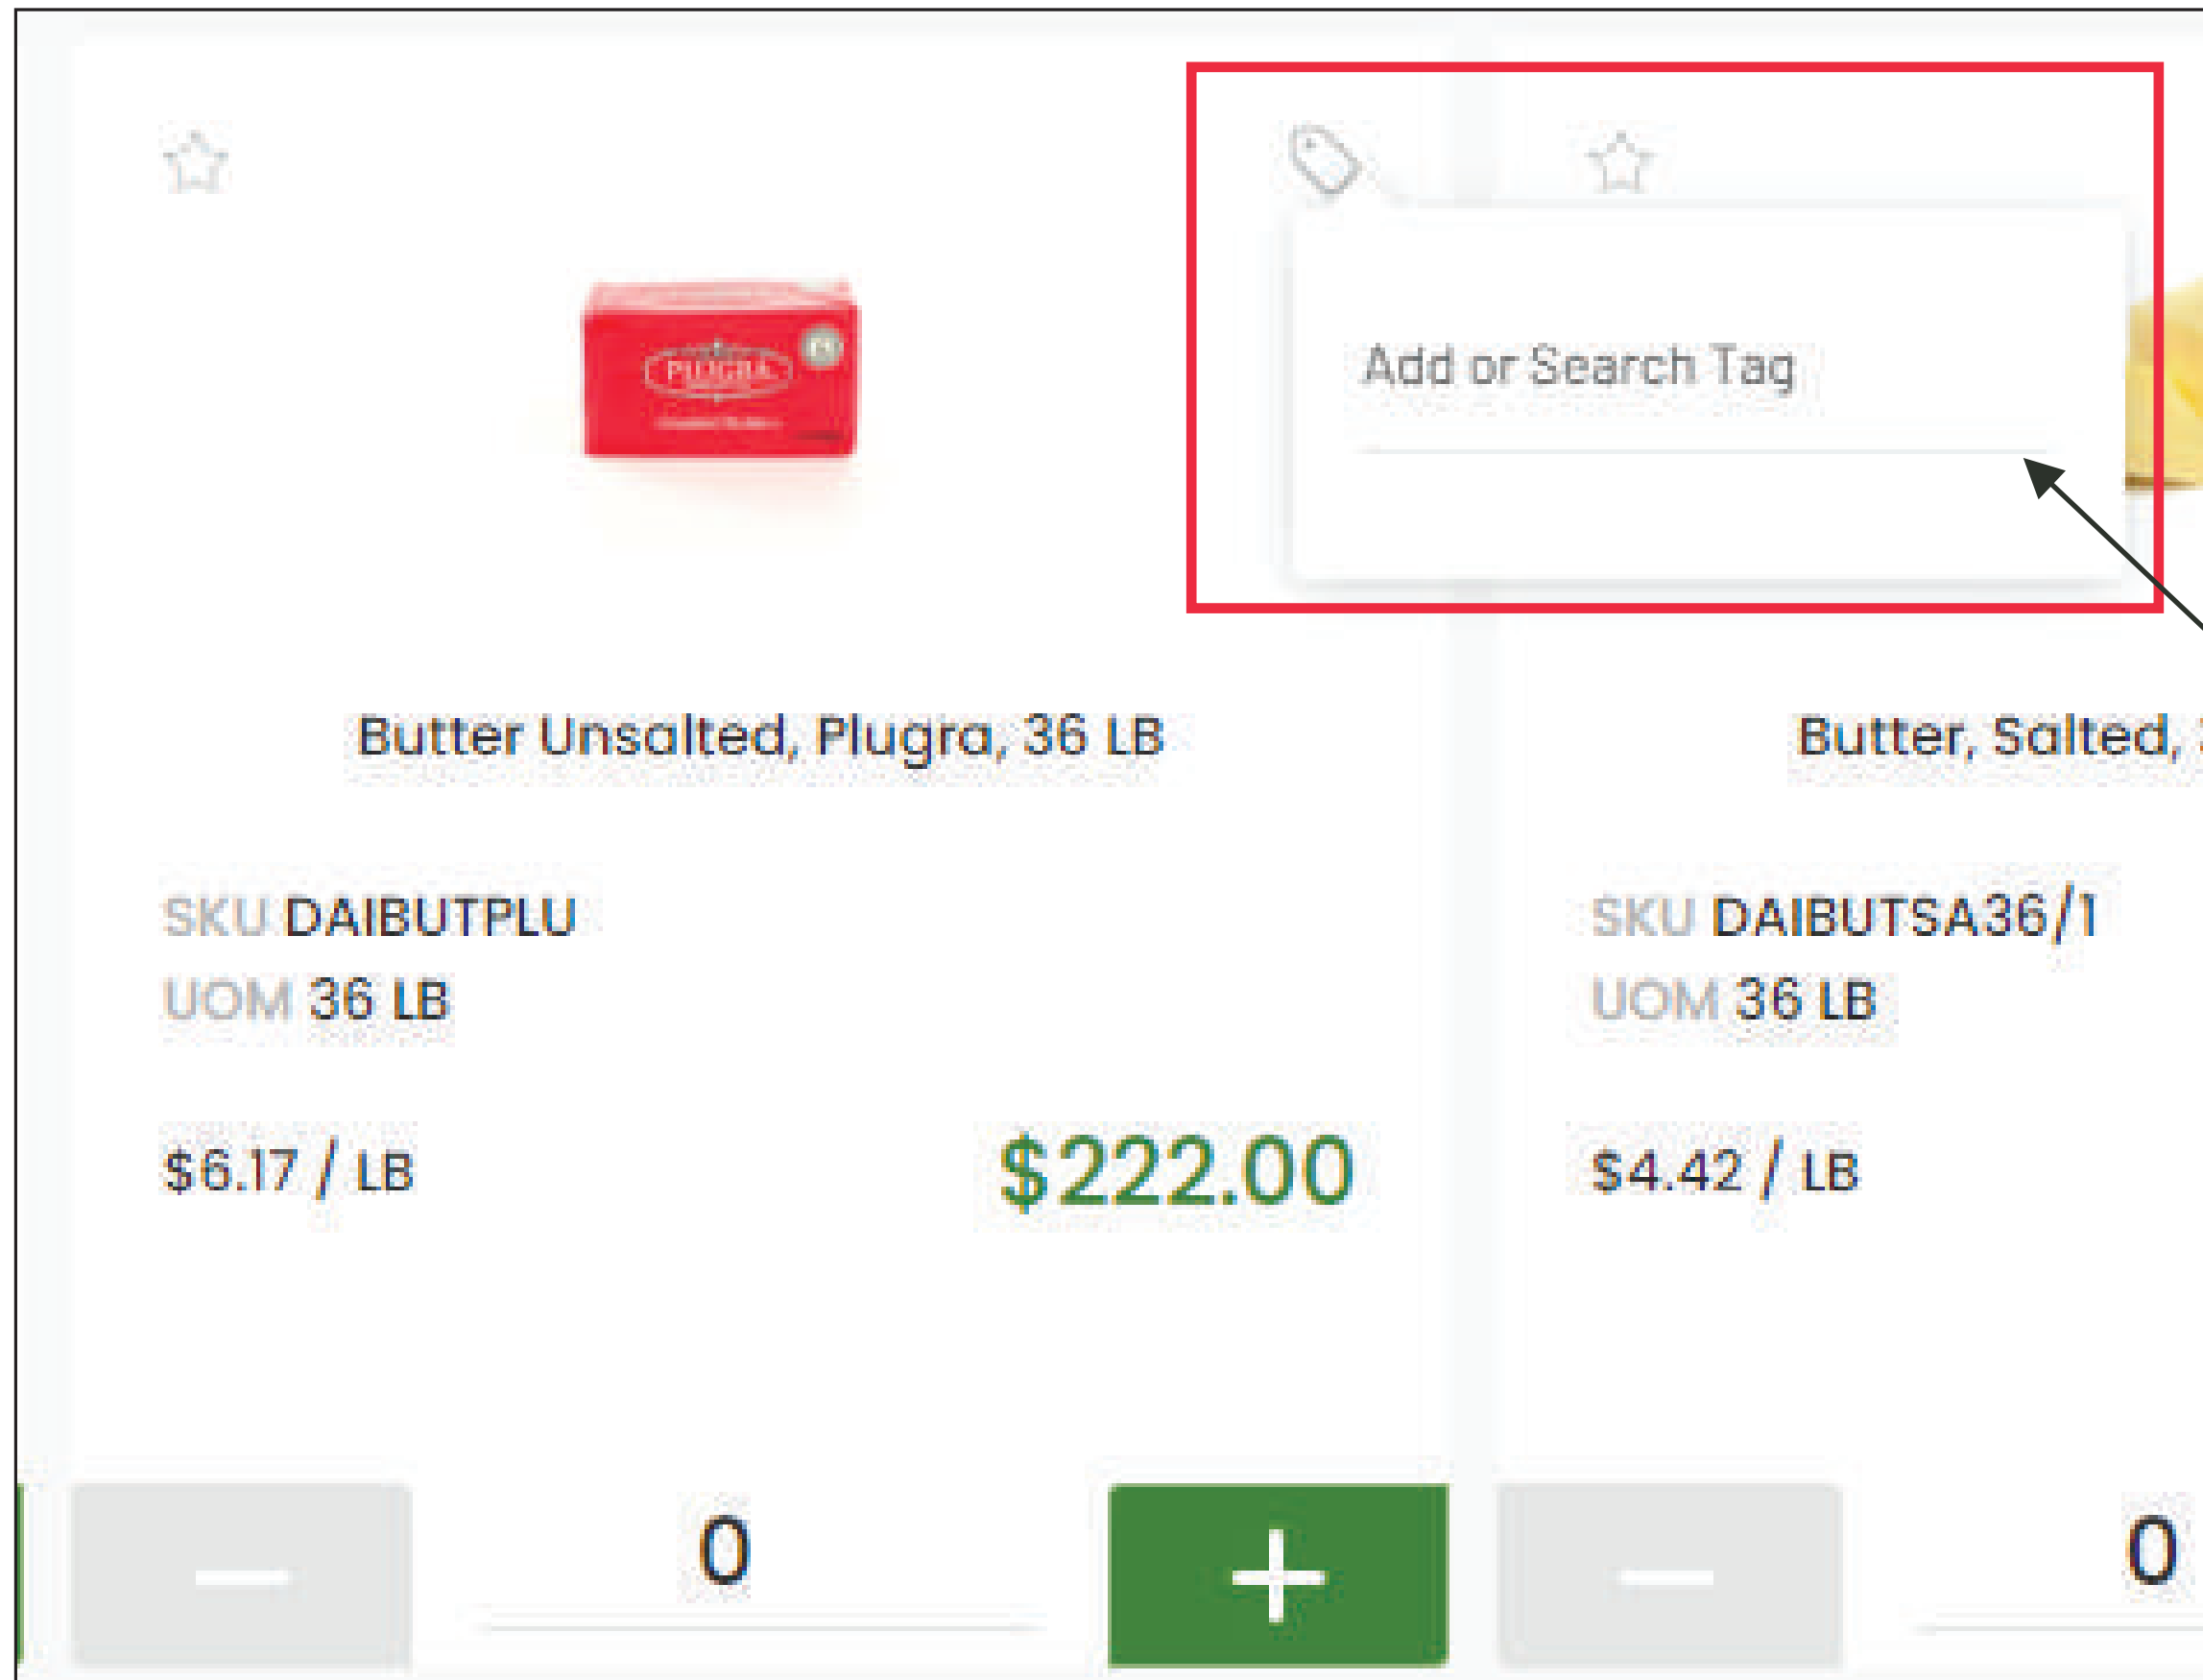 PLUGRA
Add or Search Tag
Butter Unsalted, Plugra, 36 LB
SKU DAIBUTPLU
UOM 36 LB
$6.17 / LB
$222.00
0
Butter, Salted,
SKU DAIBUTSA36/1
UOM 36 LB
$4.42 / LB
0